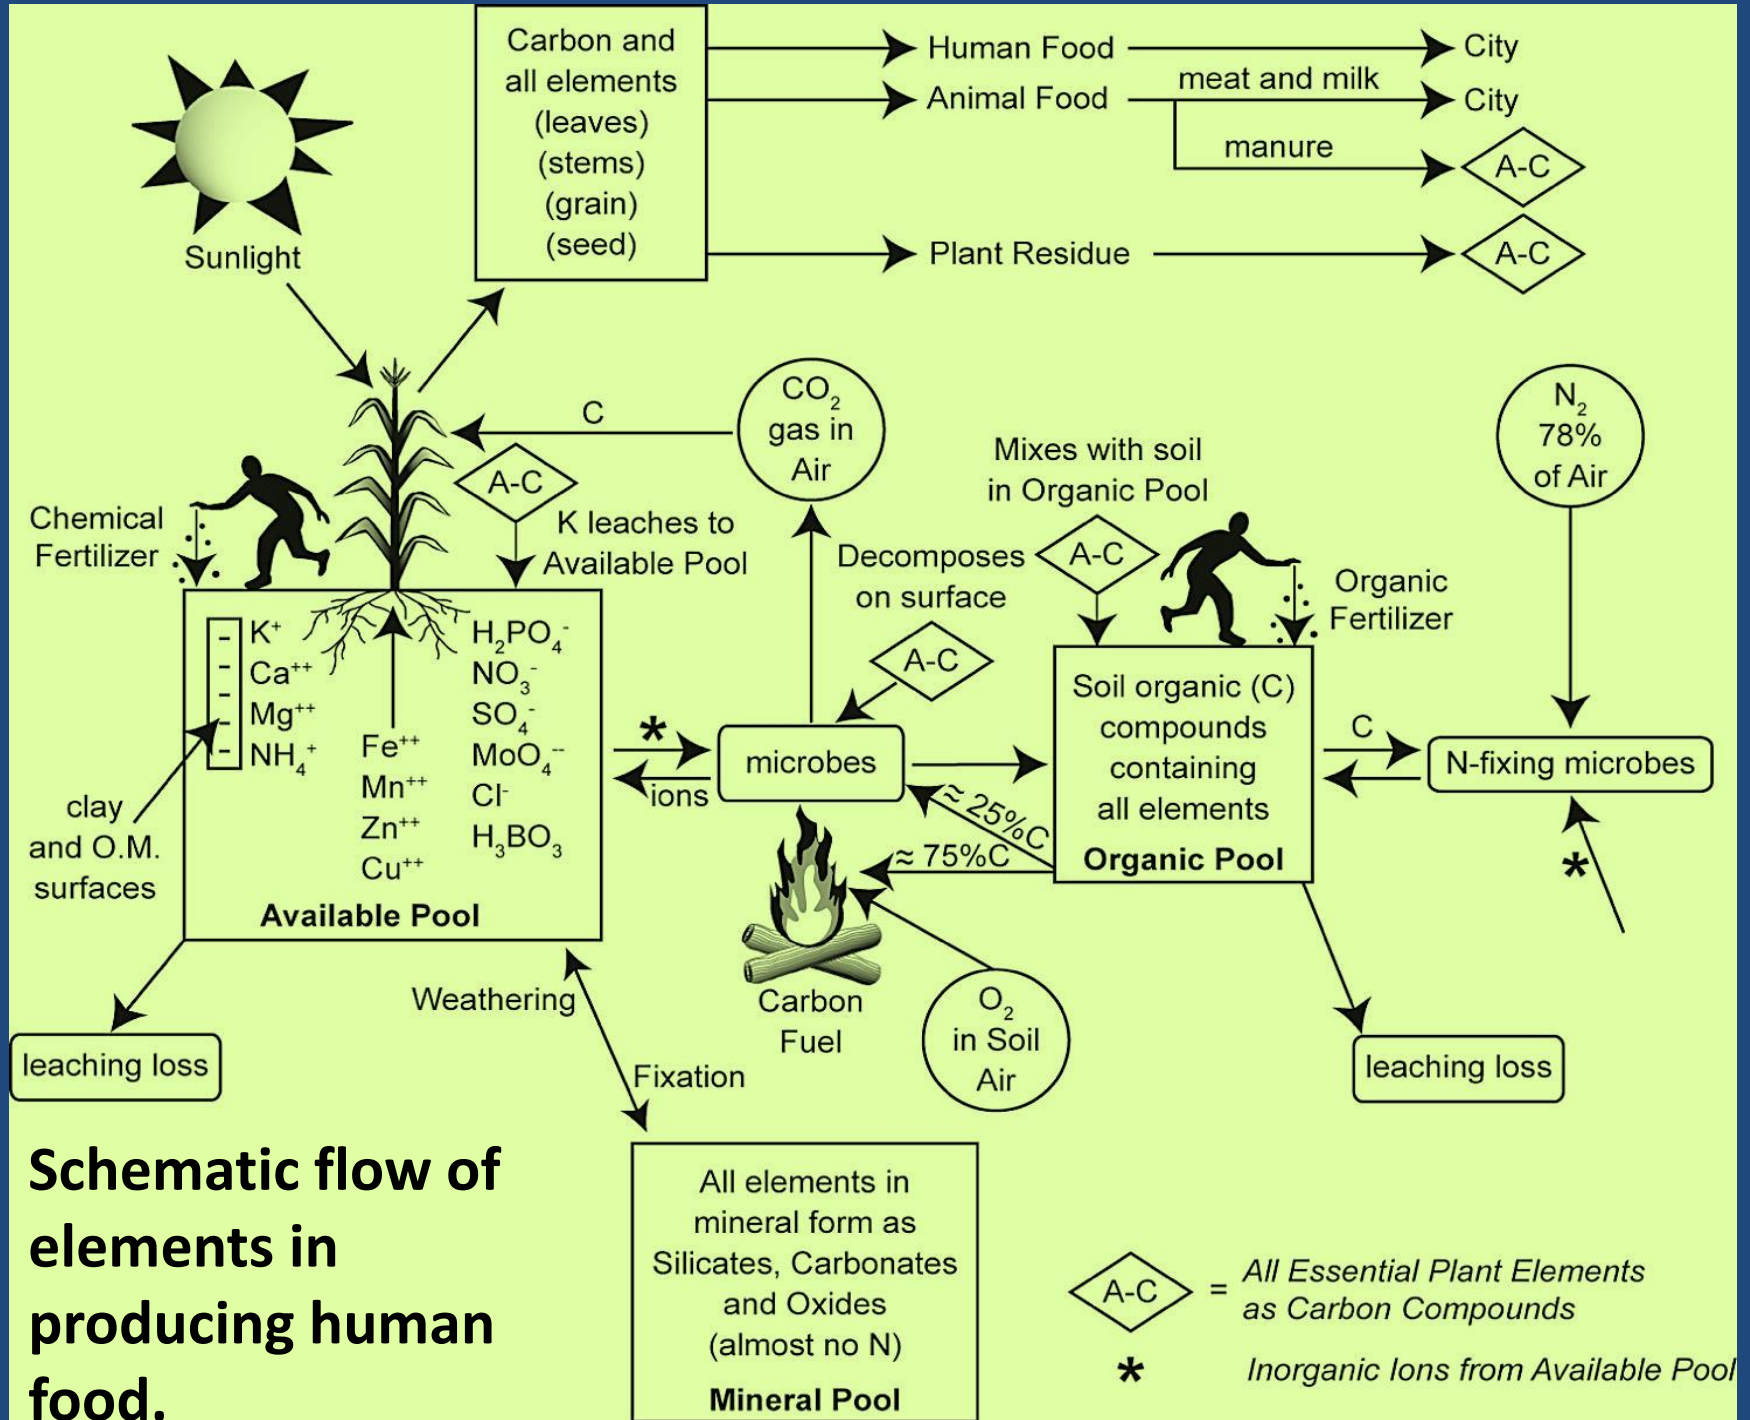 Carbon and
all elements
(leaves)
(stems)
(grain)
(seed)
Human Food
City
Animal Food
meat and milk
City
manure
A-C
Plant Residue
A-C
Sunlight
C
CO₂
gas in
Air
N₂
78%
of Air
A-C
K leaches to
Available Pool
Chemical
Fertilizer
Mixes with soil
in Organic Pool
A-C
Decomposes
on surface
A-C
Organic
Fertilizer
- K⁺
- Ca⁺⁺
- Mg⁺⁺
- NH₄⁺
-
Fe⁺⁺
Mn⁺⁺
Zn⁺⁺
Cu⁺⁺
H₂PO₄⁻
NO₃⁻
SO₄⁻
MoO₄⁻⁻
Cl⁻
H₃BO₃
Available Pool
clay
and O.M.
surfaces
*
ions
microbes
≈ 25%C
≈ 75%C
Soil organic (C)
compounds
containing
all elements
Organic Pool
C
N-fixing microbes
*
Carbon
Fuel
O₂
in Soil
Air
leaching loss
leaching loss
Weathering
Fixation
All elements in
mineral form as
Silicates, Carbonates
and Oxides
(almost no N)
Mineral Pool
Schematic flow of
elements in
producing human
food.
A-C = All Essential Plant Elements
as Carbon Compounds
* Inorganic Ions from Available Pool